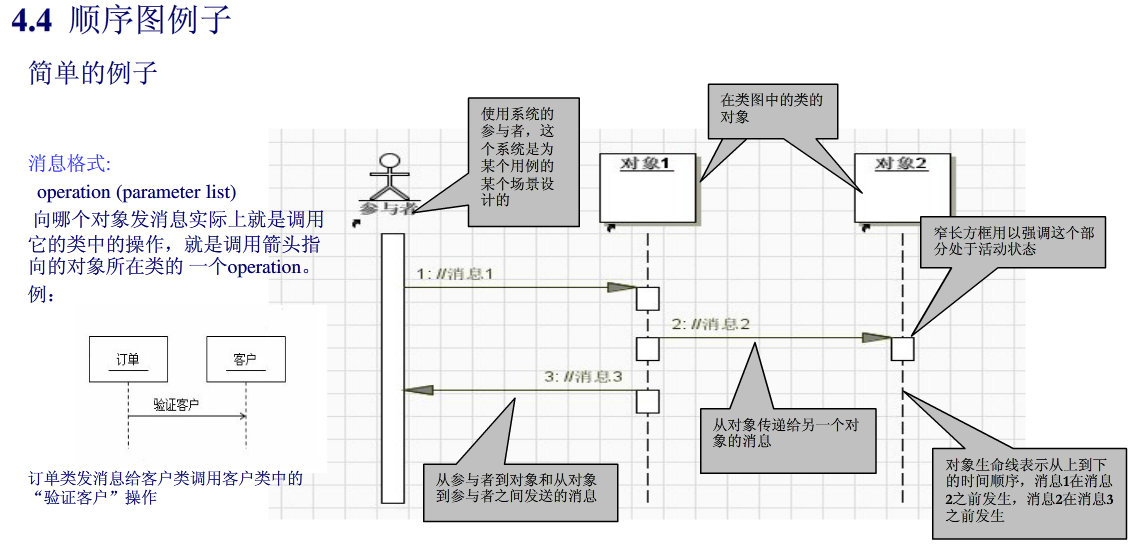 4.4 顺序图例子
简单的例子
消息格式:
operation (parameter list)
向哪个对象发消息实际上就是调用
它的类中的操作，就是调用箭头指
向的对象所在类的 一个operation。
例：
订单
客户
验证客户
订单类发消息给客户类调用客户类中的
“验证客户”操作
使用系统的
参与者，这
个系统是为
某个用例的
某个场景设
计的
在类图中的类的
对象
参与者
对象1
对象2
窄长方框用以强调这个部
分处于活动状态
1: //消息1
2: //消息2
3: //消息3
从对象传递给另一个对
象的消息
从参与者到对象和从对象
到参与者之间发送的消息
对象生命线表示从上到下
的时间顺序，消息1在消息
2之前发生，消息2在消息3
之前发生